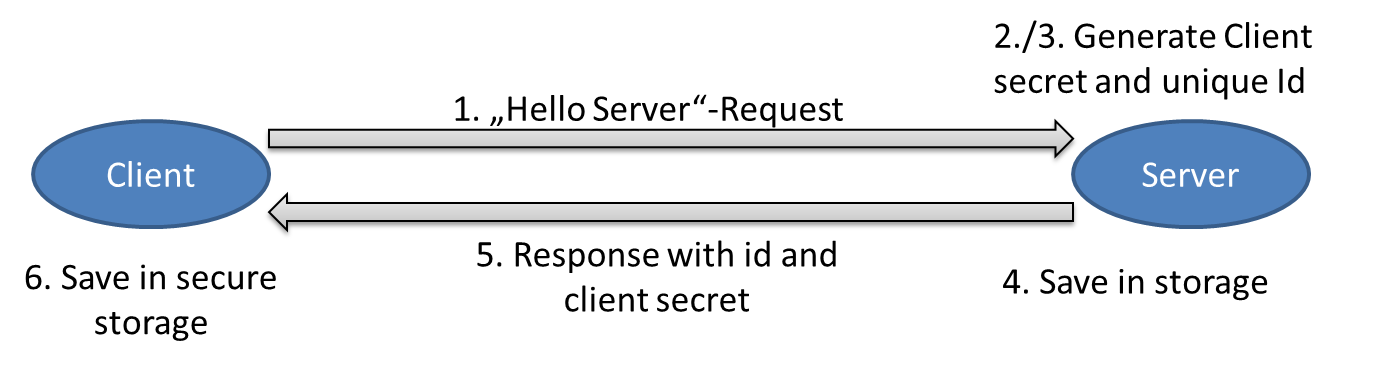 2./3. Generate Client
secret and unique Id
1. „Hello Server“-Request
Client
Server
5. Response with id and
client secret
6. Save in secure
storage
4. Save in storage